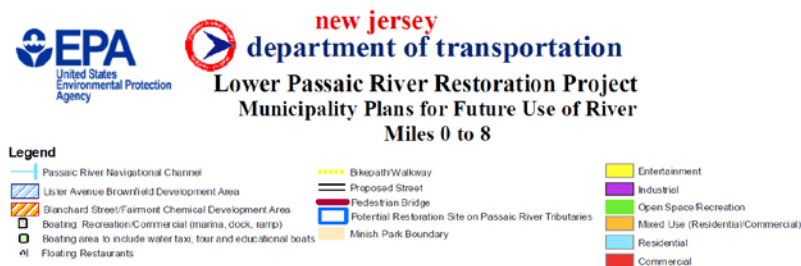 EPA
United States
Environmental Protection
Agency
new jersey
department of transportation
Lower Passaic River Restoration Project
Municipality Plans for Future Use of River
Miles 0 to 8
Legend
Passaic River Navigational Channel
Lister Avenue Brownfield Development Area
Blanchard Street/Fairmont Chemical Development Area
Boating. Recreation/Commercial (marina, dock, ramp)
Boating area to include water taxi, tour and educational boats
Floating Restaurants
Bikepath/Walkway
Proposed Street
Pedestrian Bridge
Potential Restoration Site on Passaic River Tributaries
Minish Park Boundary
Entertainment
Industrial
Open Space/Recreation
Mixed Use (Residential/Commercial)
Residential
Commercial